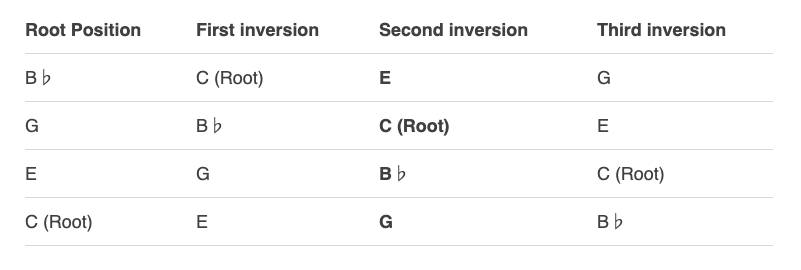 Root Position First inversion Second inversion Third inversion
B♭ C (Root) E G
G B♭ C (Root) E
E G B♭ C (Root)
C (Root) E G B♭